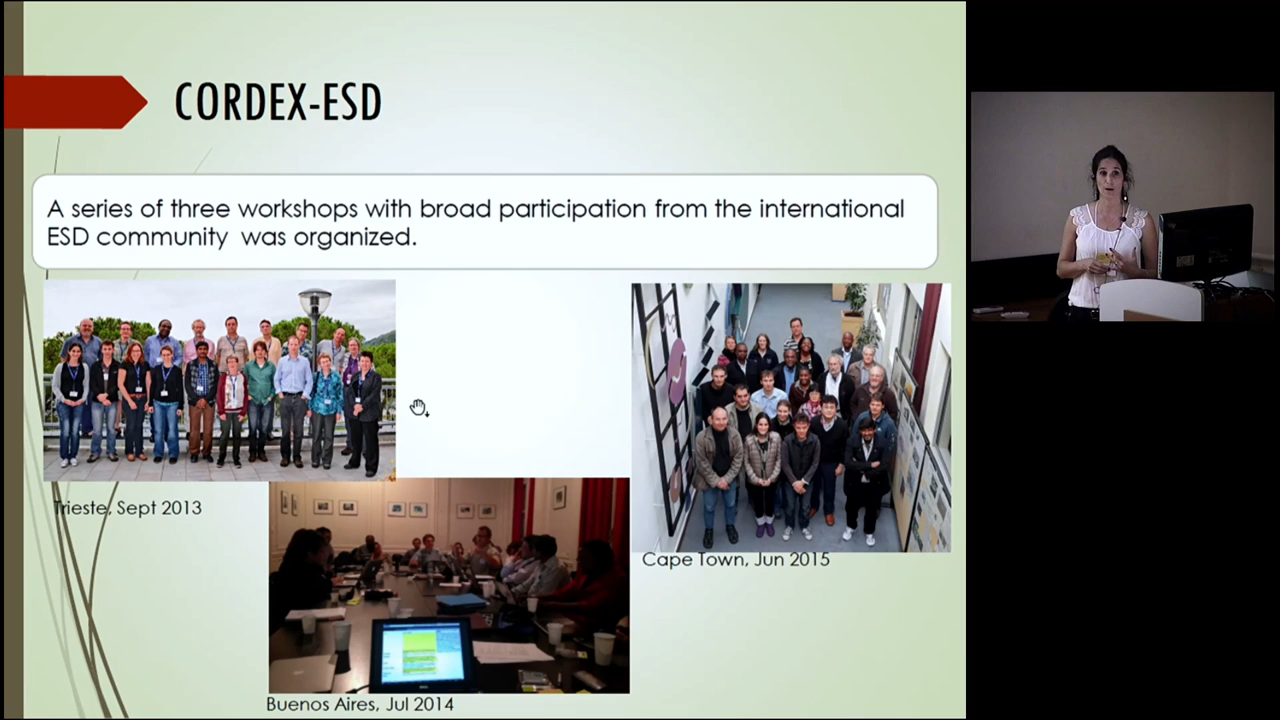 CORDEX-ESD
A series of three workshops with broad participation from the international
ESD community was organized.
Trieste, Sept 2013
Cape Town, Jun 2015
Buenos Aires, Jul 2014